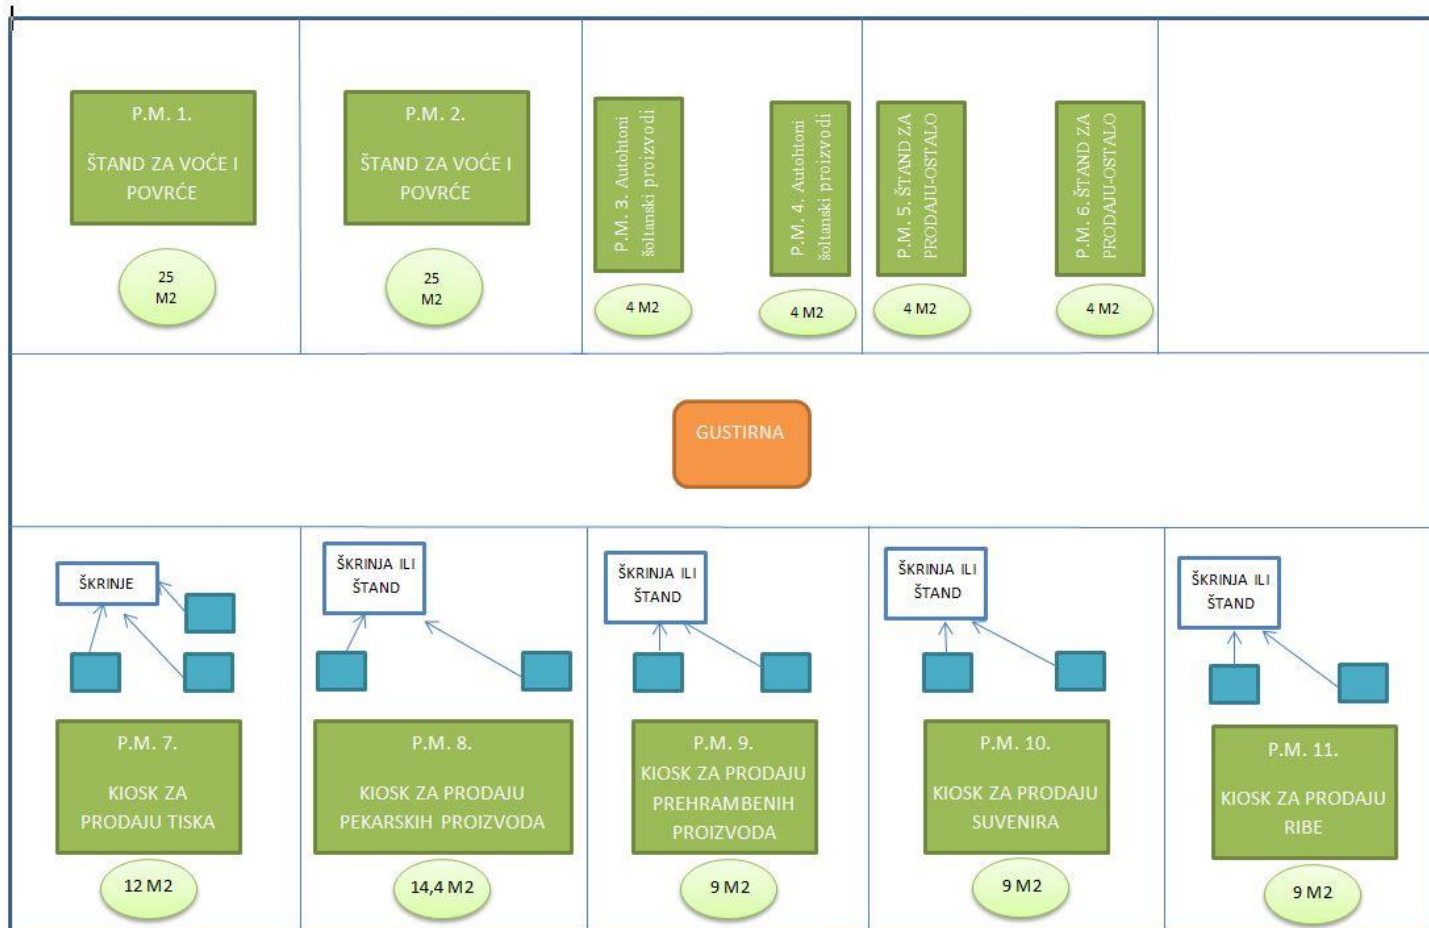 P.M. 1.
ŠTAND ZA VOĆE I
POVRĆE
25
M2
P.M. 2.
ŠTAND ZA VOĆE I
POVRĆE
25
M2
P.M. 3. Autohtoni
šoltanski proizvodi
4 M2
P.M. 4. Autohtoni
šoltanski proizvodi
4 M2
P.M. 5. ŠTAND ZA
PRODAJU-OSTALO
4 M2
P.M. 6. ŠTAND ZA
PRODAJU-OSTALO
4 M2
GUSTIRNA
ŠKRINJE
P.M. 7.
KIOSK ZA
PRODAJU TISKA
12 M2
ŠKRINJA ILI
ŠTAND
P.M. 8.
KIOSK ZA PRODAJU
PEKARSKIH PROIZVODA
14,4 M2
ŠKRINJA ILI
ŠTAND
P.M. 9.
KIOSK ZA PRODAJU
PREHRAMBENIH
PROIZVODA
9 M2
ŠKRINJA ILI
ŠTAND
P.M. 10.
KIOSK ZA PRODAJU
SUVENIRA
9 M2
ŠKRINJA ILI
ŠTAND
P.M. 11.
KIOSK ZA PRODAJU
RIBE
9 M2